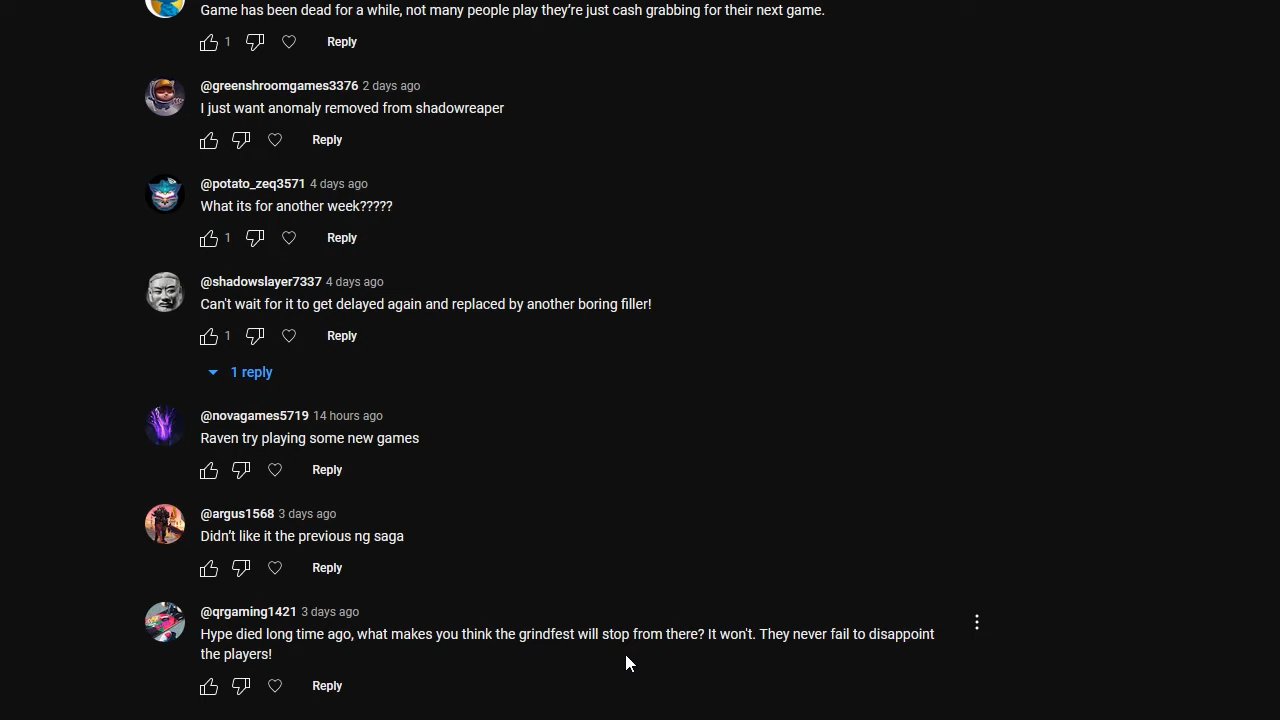 Game has been dead for a while, not many people play they’re just cash grabbing for their next game.
1 Reply
@greenshroomgames3376 2 days ago
I just want anomaly removed from shadowreaper
Reply
@potato_zeq3571 4 days ago
What its for another week?????
1 Reply
@shadowslayer7337 4 days ago
Can't wait for it to get delayed again and replaced by another boring filler!
1 Reply
1 reply
@novagames5719 14 hours ago
Raven try playing some new games
Reply
@argus1568 3 days ago
Didn’t like it the previous ng saga
Reply
@qrgaming1421 3 days ago
Hype died long time ago, what makes you think the grindfest will stop from there? It won't. They never fail to disappoint
the players!
Reply